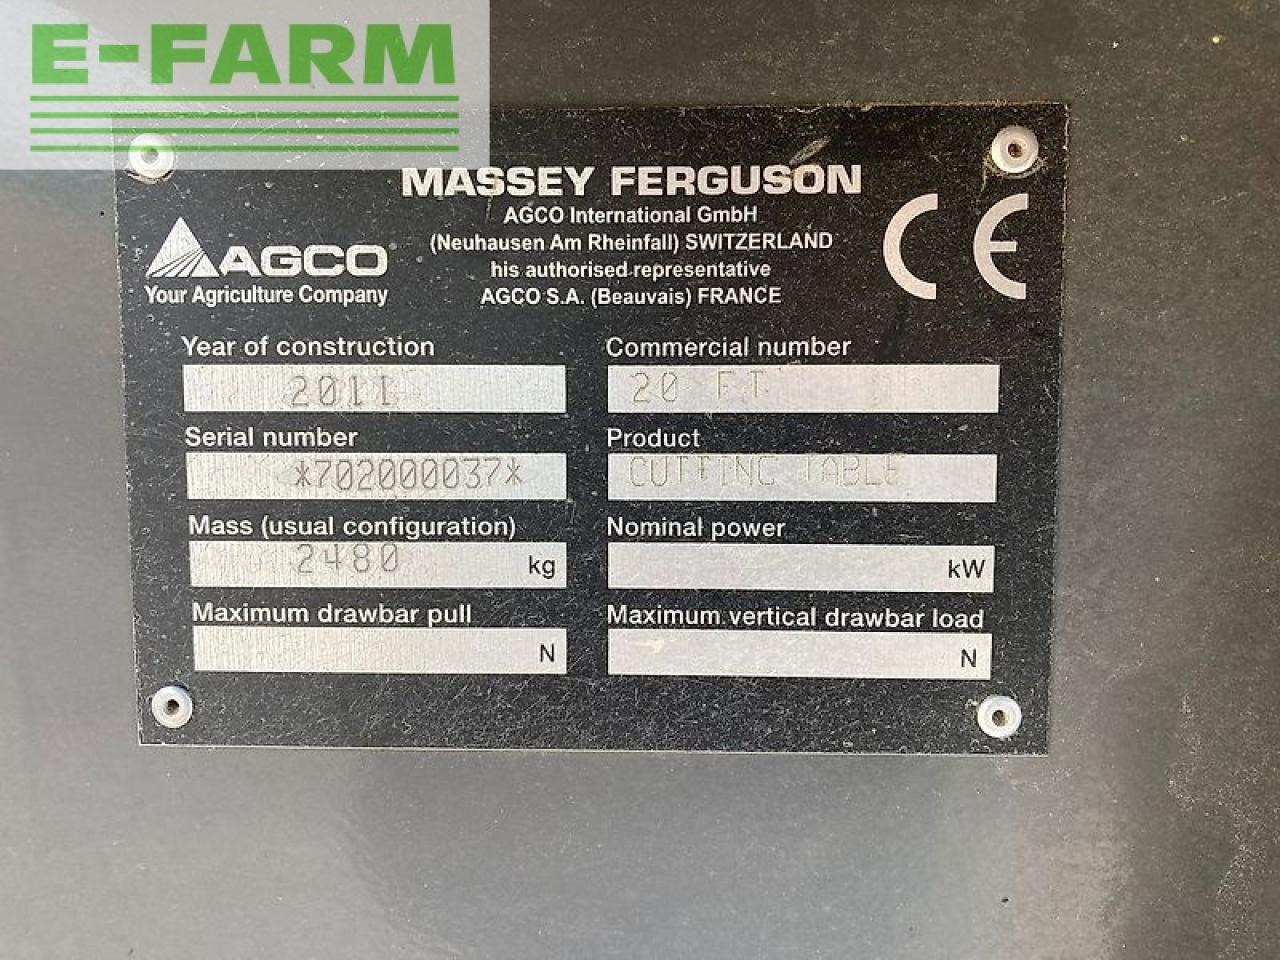 E-FARM
MASSEY FERGUSON
AGCO International GmbH
(Neuhausen Am Rheinfall) SWITZERLAND
his authorised representative
AGCO S.A. (Beauvais) FRANCE
AGCO
Your Agriculture Company
CE
Year of construction
2011
Commercial number
20 FT
Serial number
*702000037*
Product
CUTTING TABLE
Mass (usual configuration)
2480 kg
Nominal power
kW
Maximum drawbar pull
N
Maximum vertical drawbar load
N